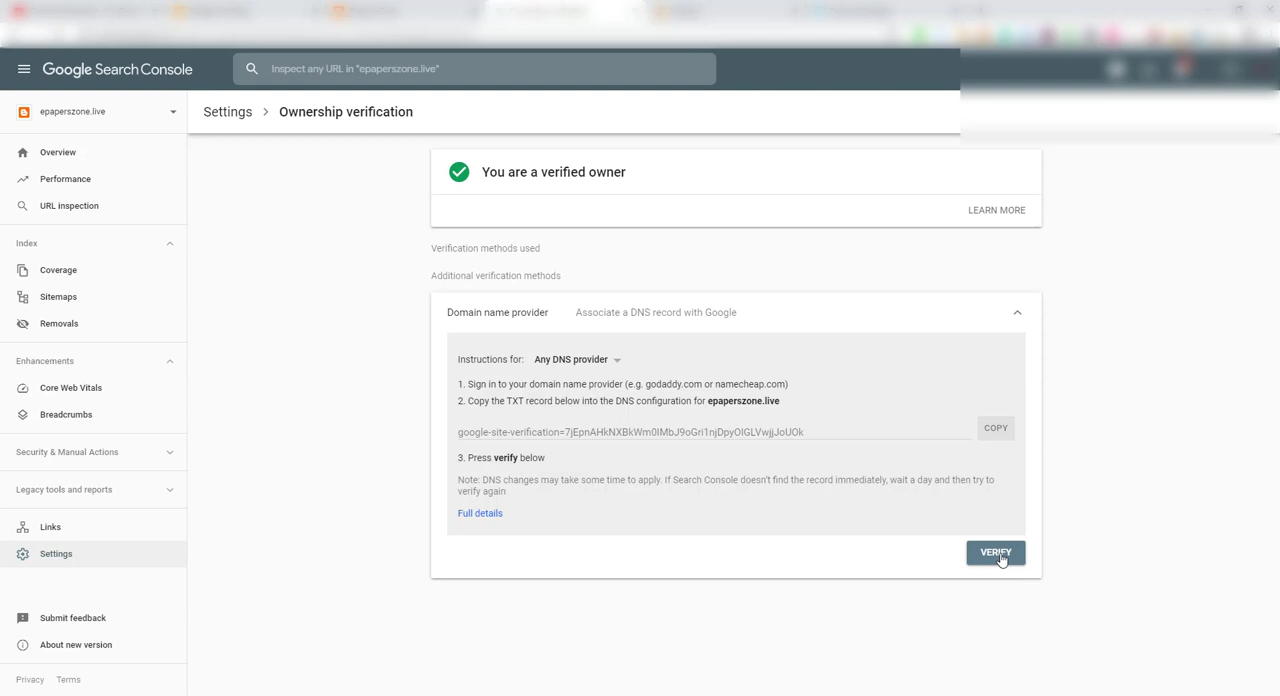 Google Search Console
Inspect any URL in "epaperszone.live"
epaperszone.live
Settings > Ownership verification
Overview
Performance
URL inspection
Index
Coverage
Sitemaps
Removals
Enhancements
Core Web Vitals
Breadcrumbs
Security & Manual Actions
Legacy tools and reports
Links
Settings
Submit feedback
About new version
Privacy Terms
You are a verified owner
LEARN MORE
Verification methods used
Additional verification methods
Domain name provider Associate a DNS record with Google
Instructions for: Any DNS provider
1. Sign in to your domain name provider (e.g. godaddy.com or namecheap.com)
2. Copy the TXT record below into the DNS configuration for epaperszone.live
google-site-verification=7jEpnAHkNXBkWm0IMbJ9oGri1njDpyOIGLVwjjJoUOk
COPY
3. Press verify below
Note: DNS changes may take some time to apply. If Search Console doesn't find the record immediately, wait a day and then try to
verify again
Full details
VERIFY